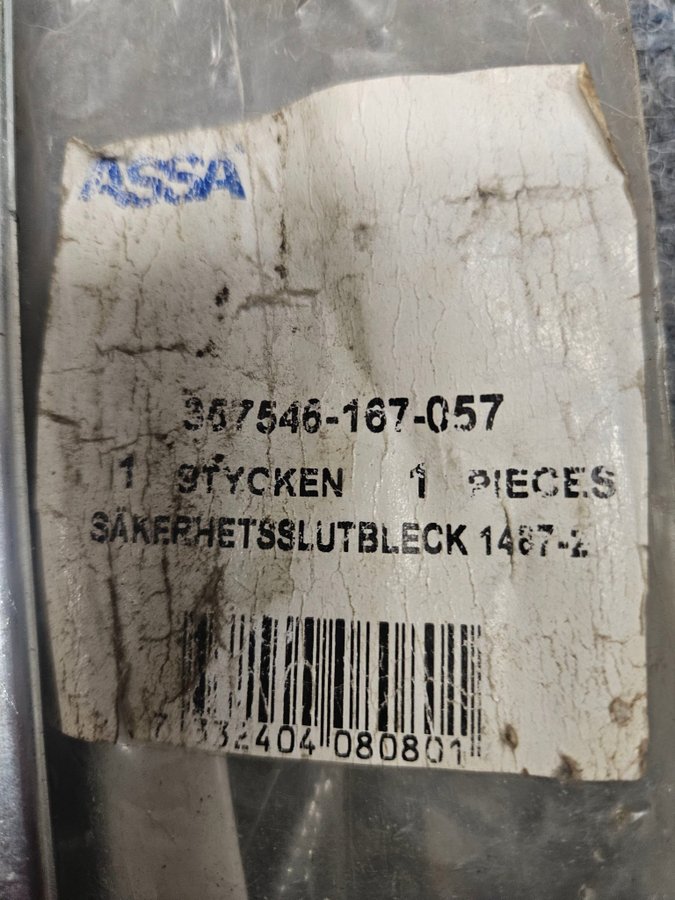 ASSA
357546-167-057
1 STYCKEN 1 PIECES
SÄKERHETSSLUTBLECK 1487-2
7 332404 080801